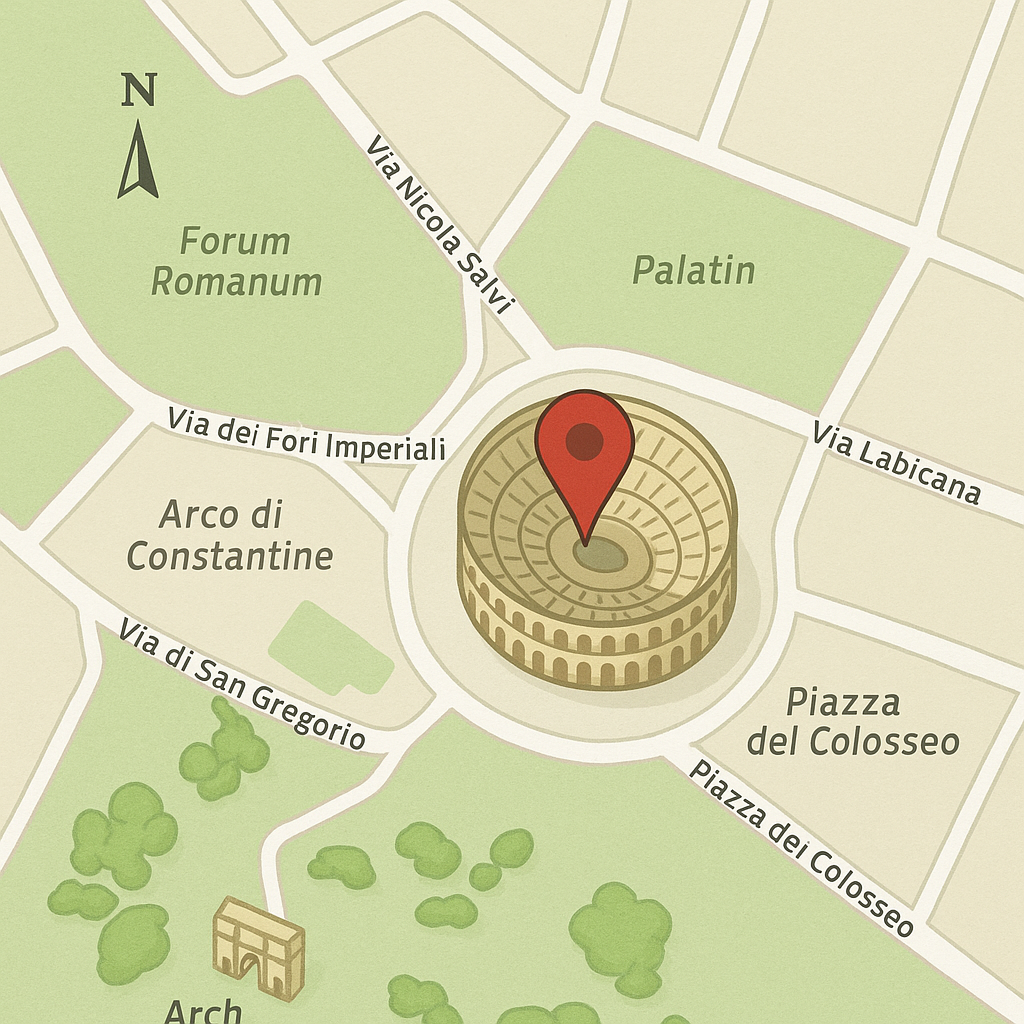 N
Via Nicola Salvi
Forum
Romanum
Palatin
Via dei Fori Imperiali
Via Labicana
Arco di
Constantine
Via di San Gregorio
Piazza
del Colosseo
Piazza dei Colosseo
Arch